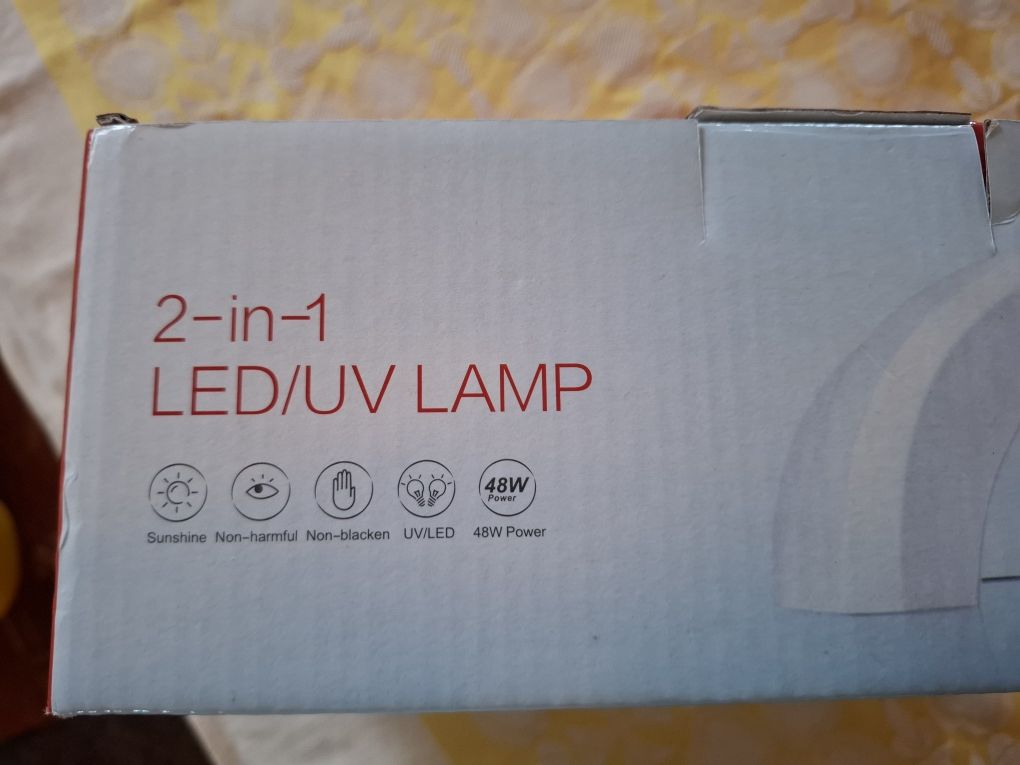 2-in-1
LED/UV LAMP
48W
Power
Sunshine Non-harmful Non-blacken UV/LED 48W Power